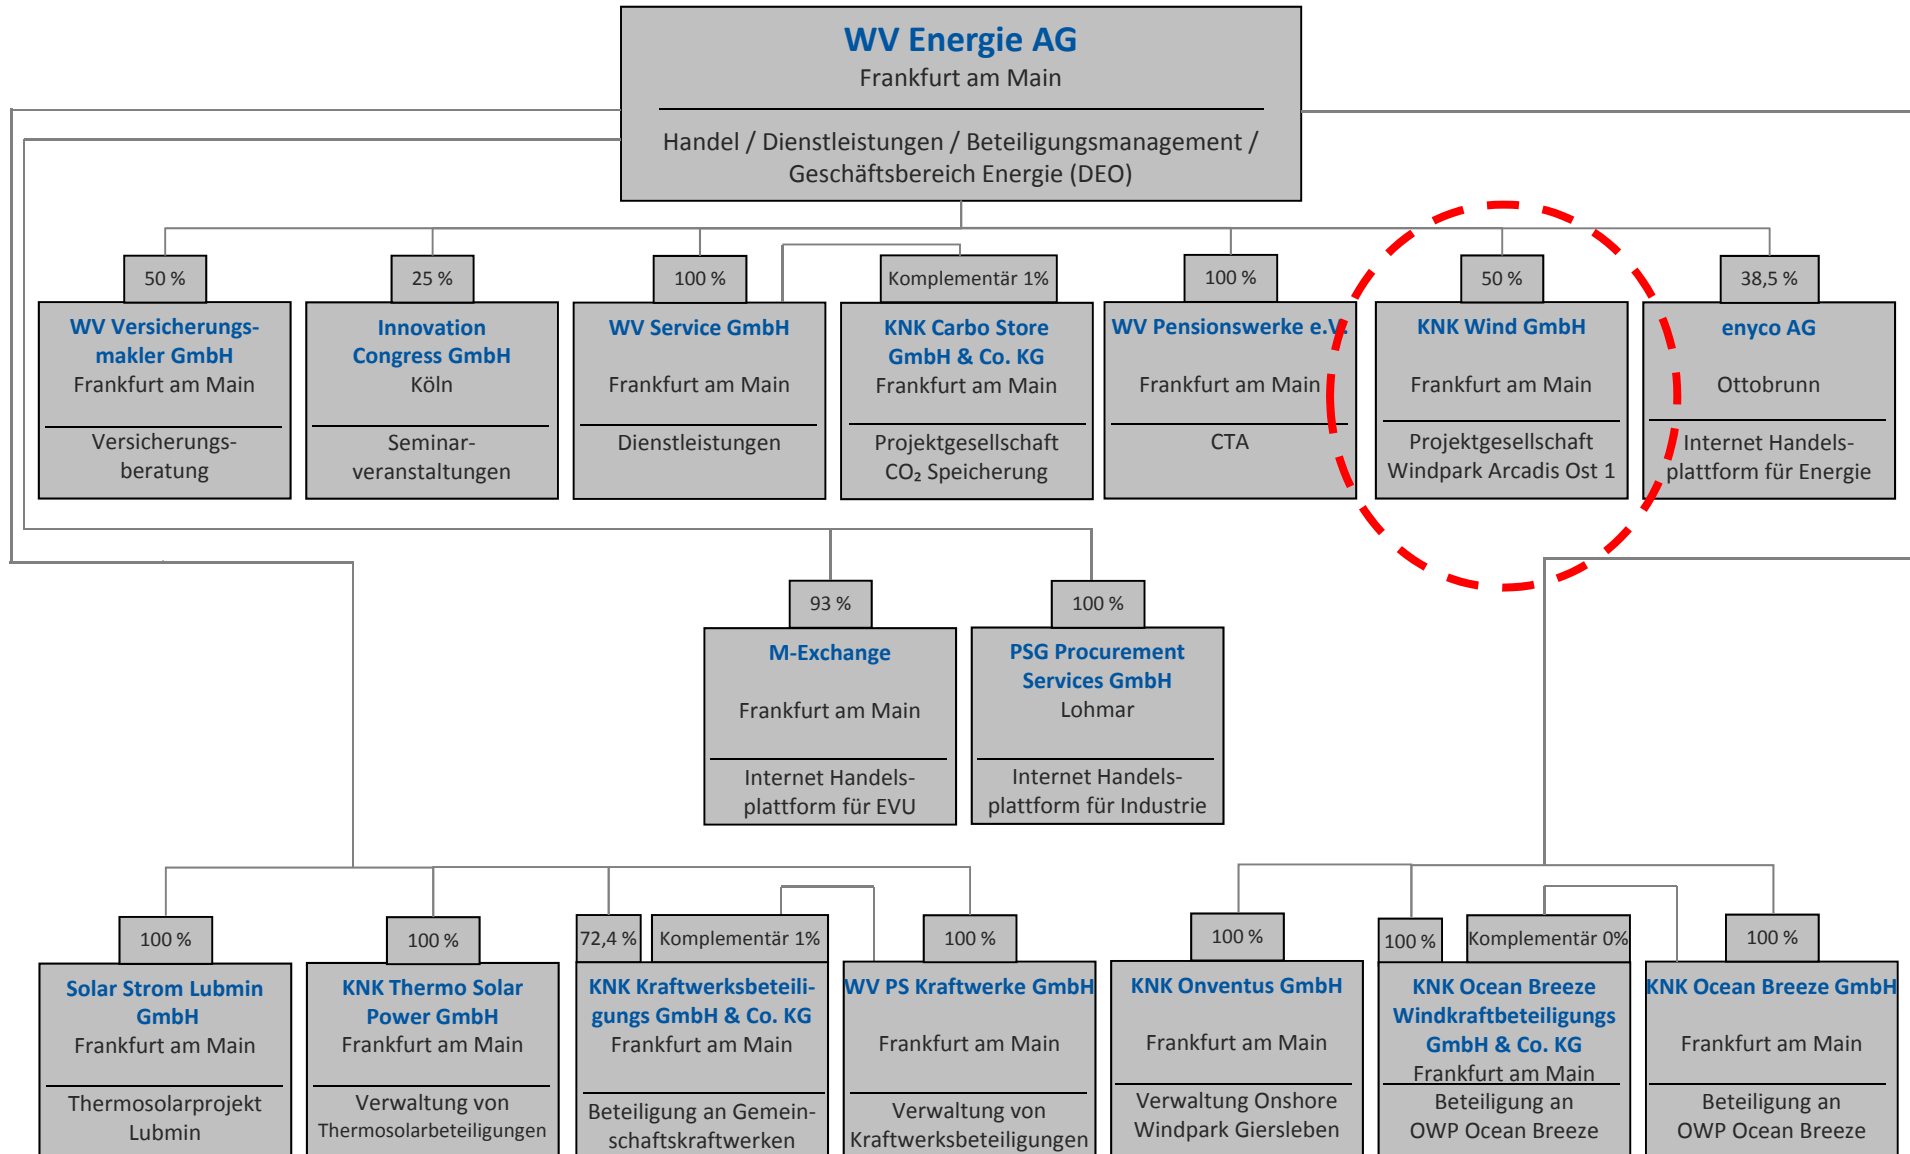 WV Energie AG
Frankfurt am Main
Handel / Dienstleistungen / Beteiligungsmanagement /
Geschäftsbereich Energie (DEO)
50 %
WV Versicherungs-
makler GmbH
Frankfurt am Main
Versicherungs-
beratung
25 %
Innovation
Congress GmbH
Köln
Seminar-
veranstaltungen
100 %
WV Service GmbH
Frankfurt am Main
Dienstleistungen
Komplementär 1%
KNK Carbo Store
GmbH & Co. KG
Frankfurt am Main
Projektgesellschaft
CO₂ Speicherung
100 %
WV Pensionswerke e.V.
Frankfurt am Main
CTA
50 %
KNK Wind GmbH
Frankfurt am Main
Projektgesellschaft
Windpark Arcadis Ost 1
38,5 %
enyco AG
Ottobrunn
Internet Handels-
plattform für Energie
93 %
M-Exchange
Frankfurt am Main
Internet Handels-
plattform für EVU
100 %
PSG Procurement
Services GmbH
Lohmar
Internet Handels-
plattform für Industrie
100 %
Solar Strom Lubmin
GmbH
Frankfurt am Main
Thermosolarprojekt
Lubmin
100 %
KNK Thermo Solar
Power GmbH
Frankfurt am Main
Verwaltung von
Thermosolarbeteiligungen
72,4 %
Komplementär 1%
KNK Kraftwerksbeteili-
gungs GmbH & Co. KG
Frankfurt am Main
Beteiligung an Gemein-
schaftskraftwerken
100 %
WV PS Kraftwerke GmbH
Frankfurt am Main
Verwaltung von
Kraftwerksbeteiligungen
100 %
KNK Onventus GmbH
Frankfurt am Main
Verwaltung Onshore
Windpark Giersleben
100 %
Komplementär 0%
KNK Ocean Breeze
Windkraftbeteiligungs
GmbH & Co. KG
Frankfurt am Main
Beteiligung an
OWP Ocean Breeze
100 %
KNK Ocean Breeze GmbH
Frankfurt am Main
Beteiligung an
OWP Ocean Breeze